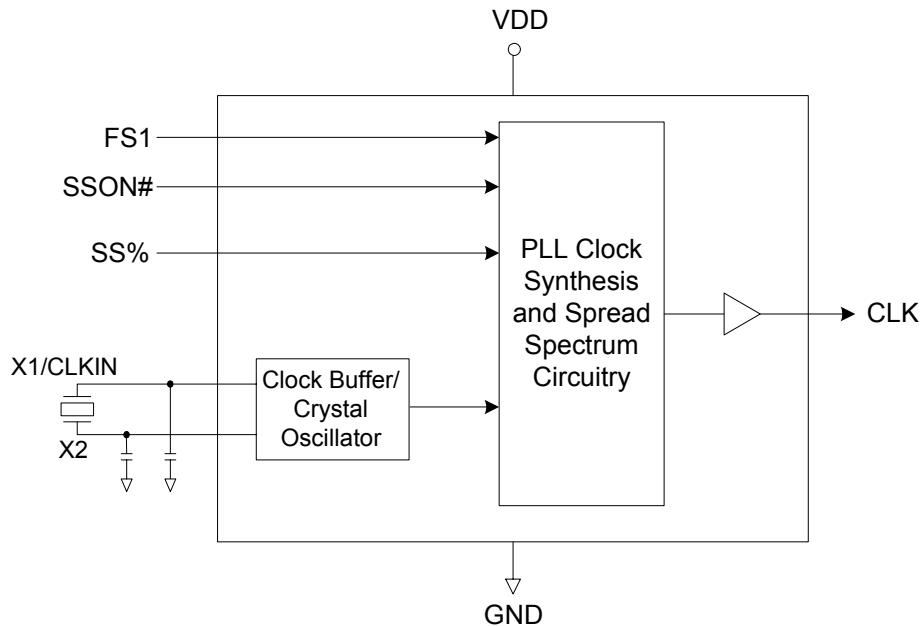 VDD
FS1
SSON#
SS%
PLL Clock
Synthesis
and Spread
Spectrum
Circuitry
CLK
X1/CLKIN
X2
Clock Buffer/
Crystal
Oscillator
GND